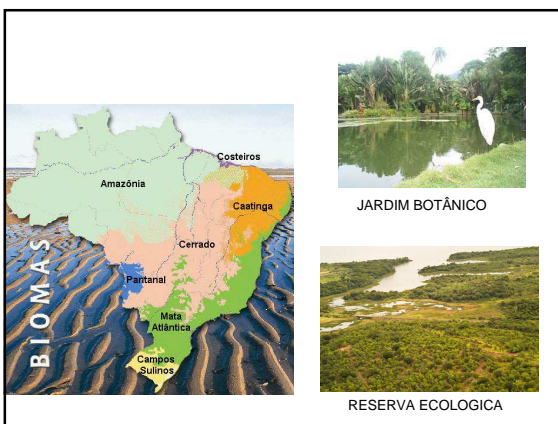 BIOMAS
Costeiros
Amazônia
Caatinga
Cerrado
Pantanal
Mata
Atlântica
Campos
Sulinos
JARDIM BOTÂNICO
RESERVA ECOLOGICA